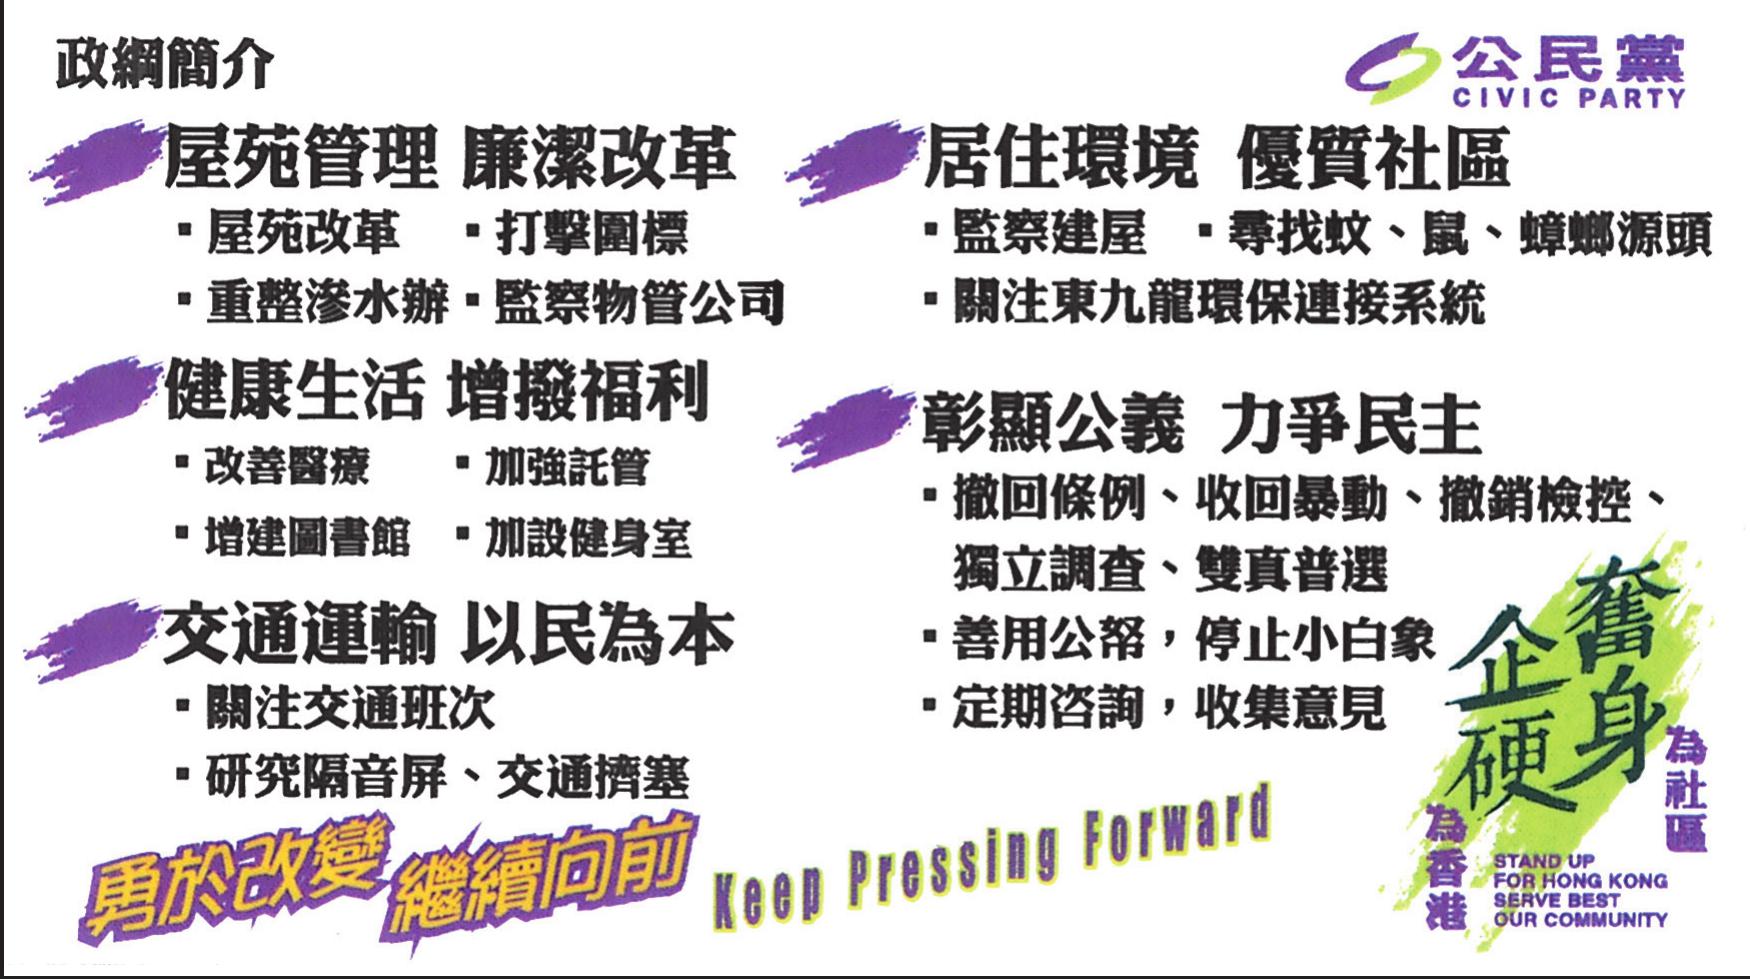 政綱簡介
公民黨
CIVIC PARTY
屋苑管理 廉潔改革
▪ 屋苑改革 ▪ 打擊圍標
▪ 重整滲水辦 ▪ 監察物管公司
健康生活 增撥福利
▪ 改善醫療 ▪ 加強託管
▪ 增建圖書館 ▪ 加設健身室
交通運輸 以民為本
▪ 關注交通班次
▪ 研究隔音屏、交通擠塞
居住環境 優質社區
▪ 監察建屋 ▪ 尋找蚊、鼠、蟑螂源頭
▪ 關注東九龍環保連接系統
彰顯公義 力爭民主
▪ 撤回條例、收回暴動、撤銷檢控、
獨立調查、雙真普選
▪ 善用公帑，停止小白象
▪ 定期咨詢，收集意見
勇於改變 繼續向前
Keep Pressing Forward
奮身
企硬
為社區
為香港
STAND UP
FOR HONG KONG
SERVE BEST
OUR COMMUNITY